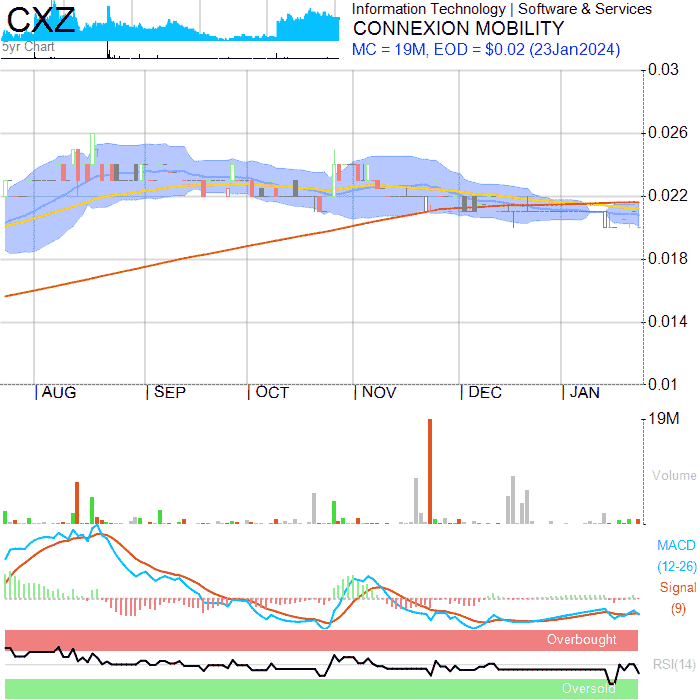 CXZ
5yr Chart
Information Technology | Software & Services
CONNEXION MOBILITY
MC = 19M, EOD = $0.02 (23Jan2024)
0.03
0.026
0.022
0.018
0.014
0.01
AUG SEP OCT NOV DEC JAN
19M
Volume
MACD
(12-26)
Signal
(9)
Overbought
RSI(14)
Oversold